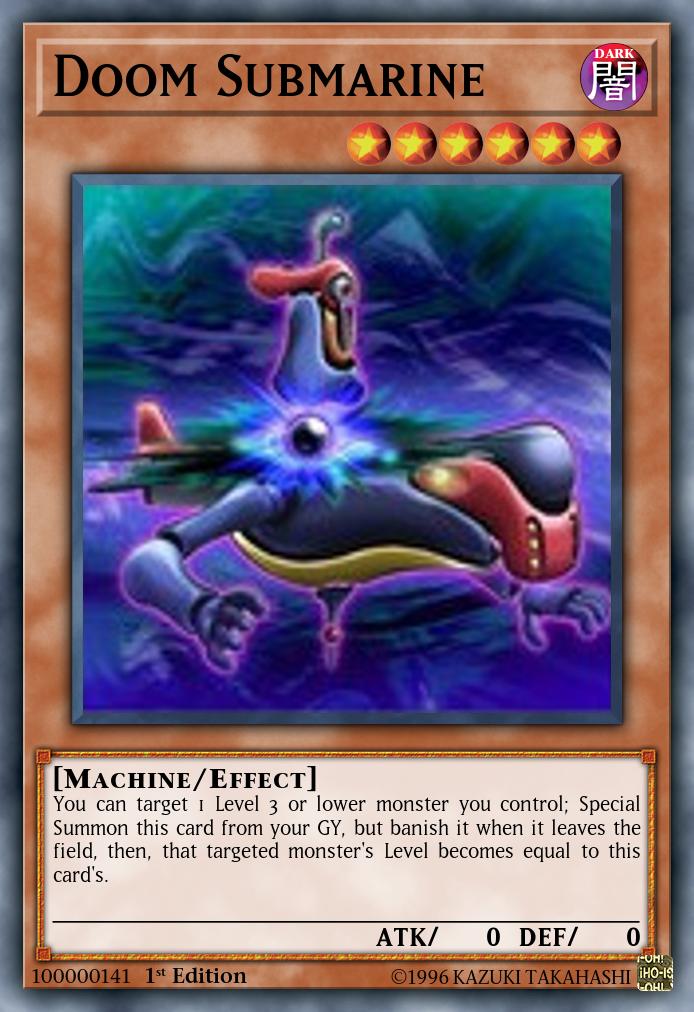 Doom Submarine
DARK
闇
[Machine/Effect]
You can target 1 Level 3 or lower monster you control; Special
Summon this card from your GY, but banish it when it leaves the
field, then, that targeted monster's Level becomes equal to this
card's.
ATK/ 0 DEF/ 0
100000141 1st Edition ©1996 KAZUKI TAKAHASHI